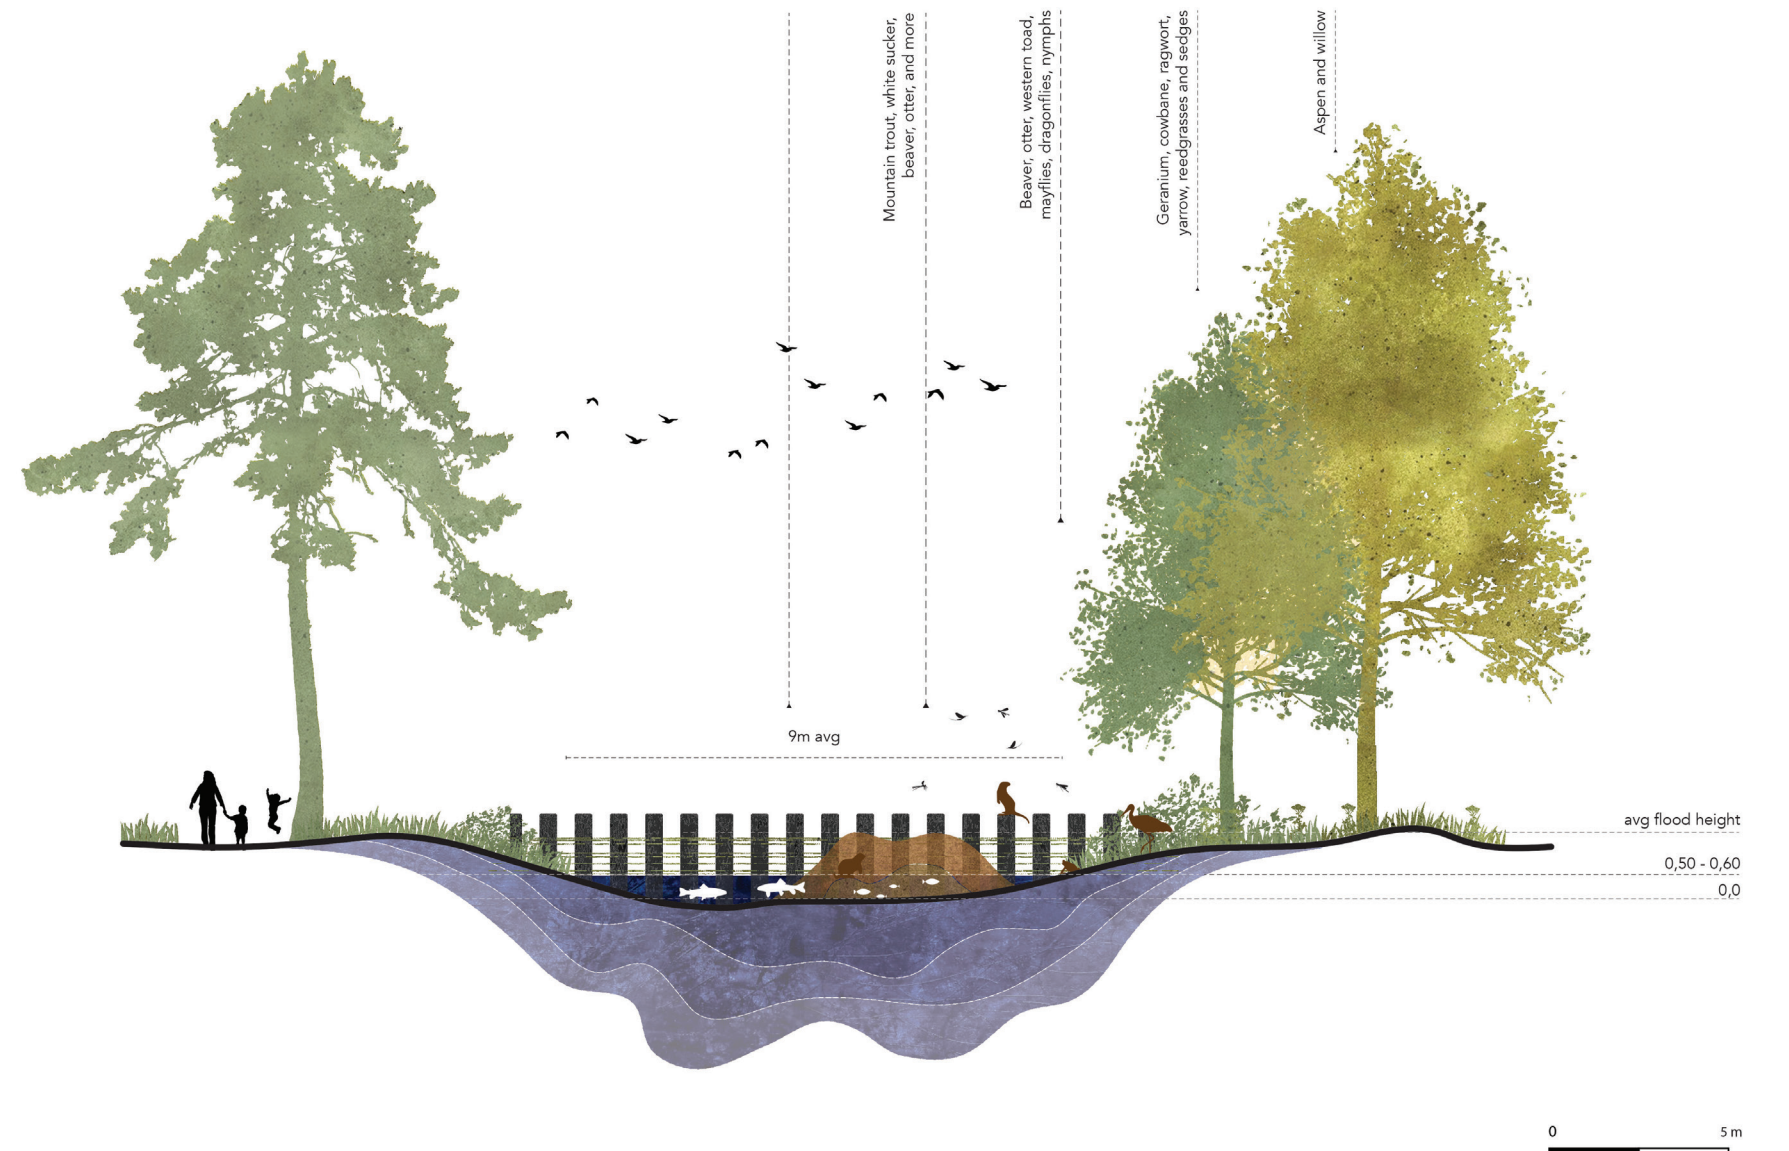 Mountain trout, white sucker,
beaver, otter, and more
Beaver, otter, western toad,
mayflies, dragonflies, nymphs
Geranium, cowbane, ragwort,
yarrow, reedgrasses and sedges
Aspen and willow
9m avg
avg flood height
0,50 - 0,60
0,0
0
5 m